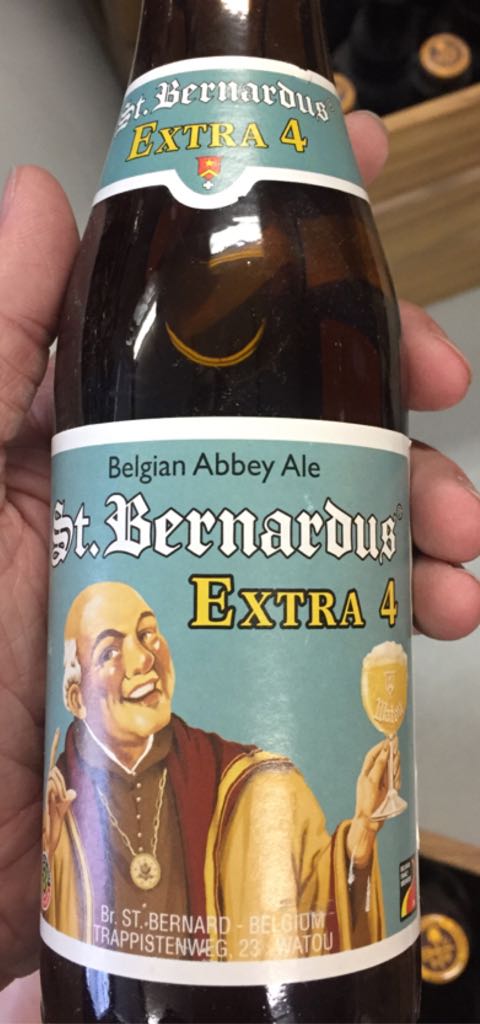 St. Bernardus
EXTRA 4
Belgian Abbey Ale
St. Bernardus®
EXTRA 4
Br. ST.-BERNARD - BELGIUM
TRAPPISTENWEG, 23 - WATOU